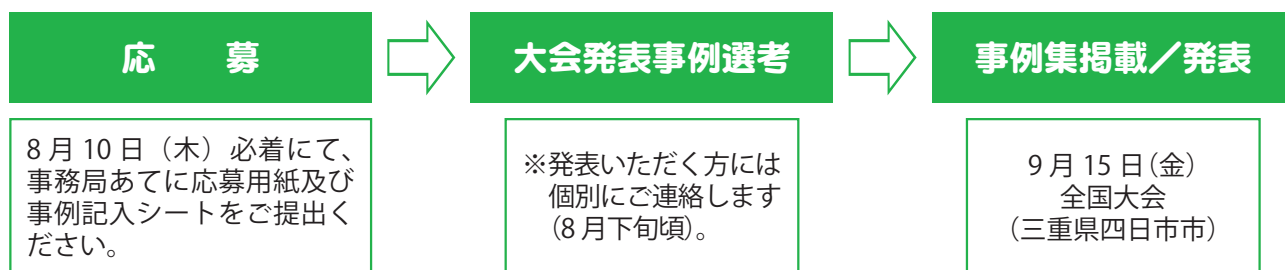 応　募
大会発表事例選考
事例集掲載／発表
8月10日（木）必着にて、
事務局あてに応募用紙及び
事例記入シートをご提出く
ださい。
※発表いただく方には
個別にご連絡します
（8月下旬頃）。
9月15日（金）
全国大会
（三重県四日市市）